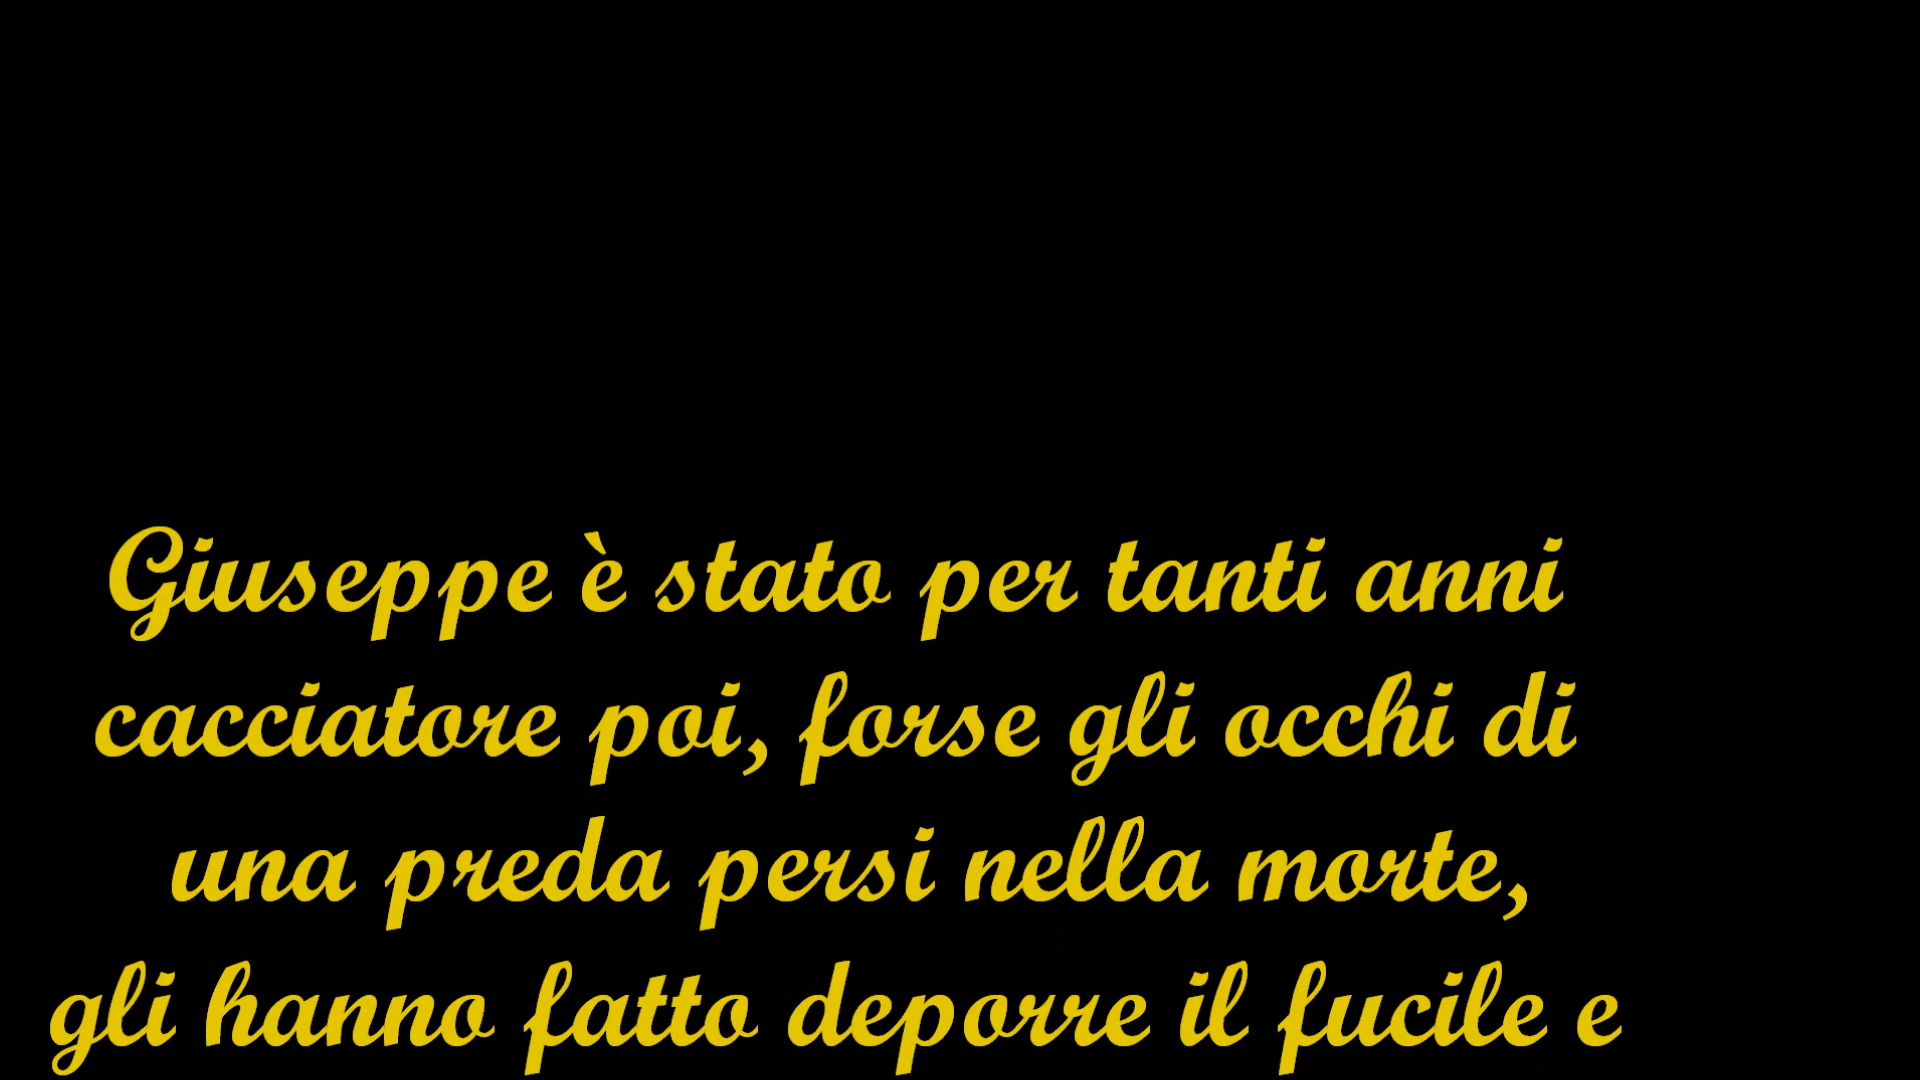 Giuseppe è stato per tanti anni
cacciatore poi, forse gli occhi di
una preda persi nella morte,
gli hanno fatto deporre il fucile e